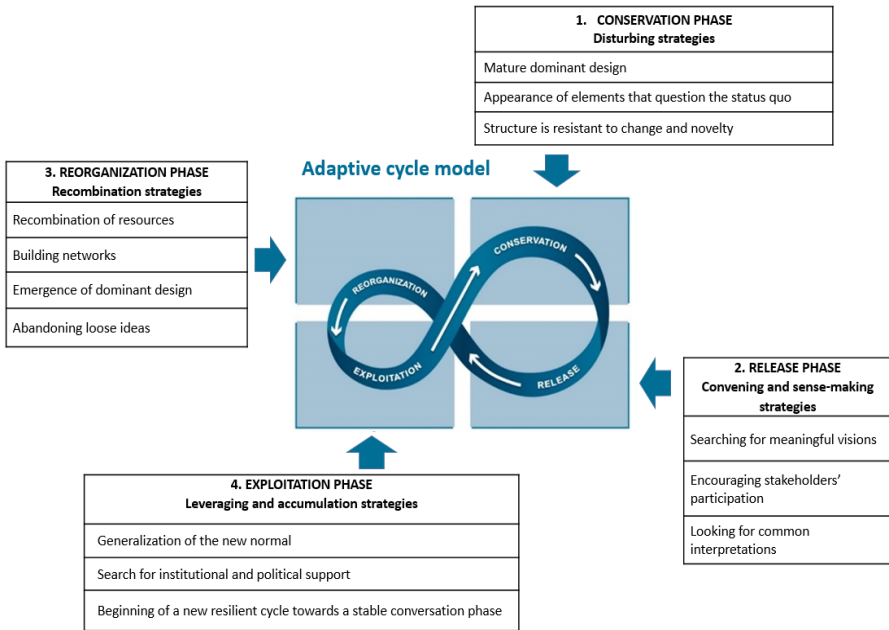 1. CONSERVATION PHASE
Disturbing strategies
Mature dominant design
Appearance of elements that question the status quo
Structure is resistant to change and novelty
Adaptive cycle model
3. REORGANIZATION PHASE
Recombination strategies
Recombination of resources
Building networks
Emergence of dominant design
Abandoning loose ideas
CONSERVATION
REORGANIZATION
EXPLOITATION
RELEASE
2. RELEASE PHASE
Convening and sense-making
strategies
Searching for meaningful visions
Encouraging stakeholders’
participation
Looking for common
interpretations
4. EXPLOITATION PHASE
Leveraging and accumulation strategies
Generalization of the new normal
Search for institutional and political support
Beginning of a new resilient cycle towards a stable conversation phase